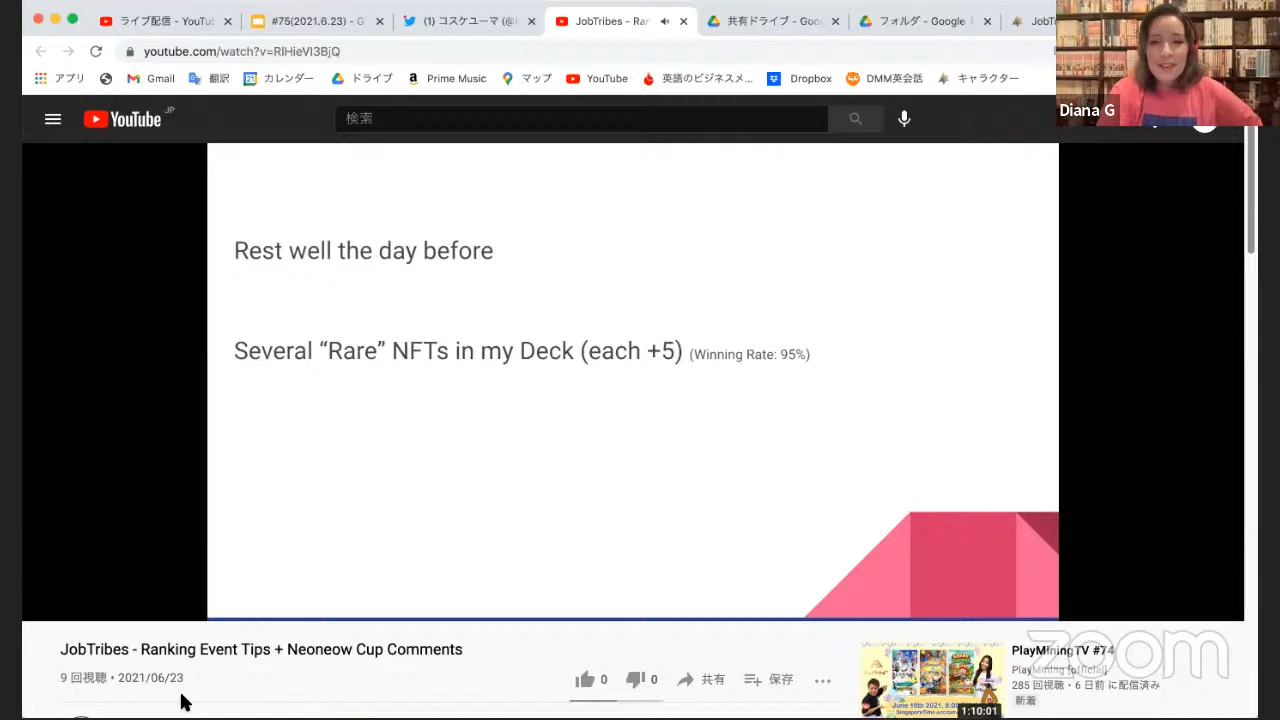 ライブ配信 - YouTu
#75(2021.6.23) - G
(1) コスケユーマ (@
JobTribes - Ran
共有ドライブ - Goo
フォルダ - Google
JobT
youtube.com/watch?v=RIHieVI3BjQ
アプリ
Gmail
翻訳
カレンダー
ドライブ
Prime Music
マップ
YouTube
英語のビジネスメ...
Dropbox
DMM英会話
キャラクター
Diana G
YouTube JP
検索
Rest well the day before
Several “Rare” NFTs in my Deck (each +5) (Winning Rate: 95%)
JobTribes - Ranking Event Tips + Neoneow Cup Comments
9 回視聴・2021/06/23
0
0
共有
保存
PlayMiningTV #74
PlayMining [official]
285 回視聴・6 日前 に配信済み
新着
1:10:01
zoom